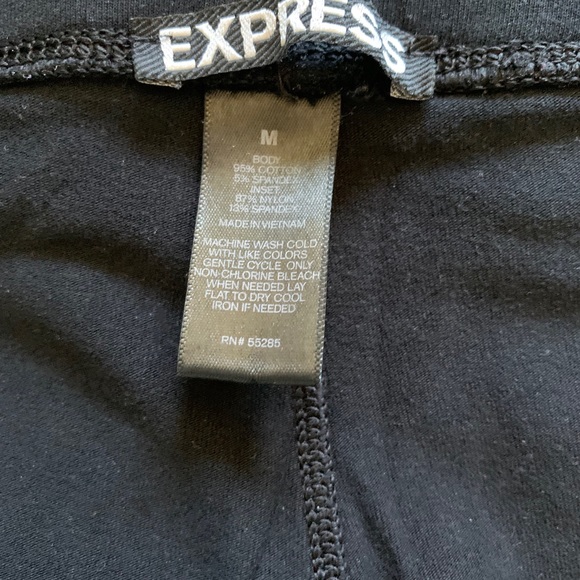 EXPRESS
M
BODY
95% COTTON
5% SPANDEX
INSET
87% NYLON
13% SPANDEX
MADE IN VIETNAM
MACHINE WASH COLD
WITH LIKE COLORS
GENTLE CYCLE ONLY
NON-CHLORINE BLEACH
WHEN NEEDED LAY
FLAT TO DRY COOL
IRON IF NEEDED
RN# 55285